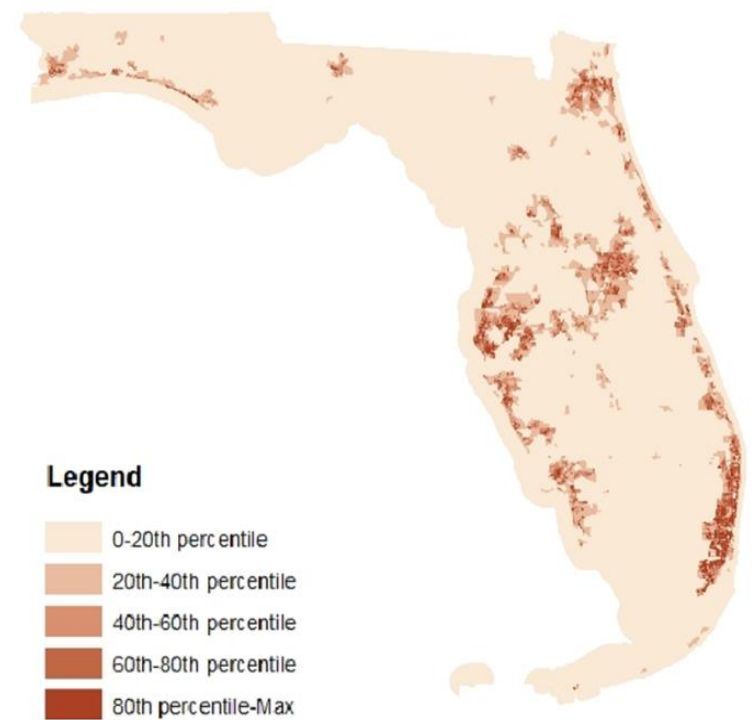 Legend
0-20th percentile
20th-40th percentile
40th-60th percentile
60th-80th percentile
80th percentile-Max